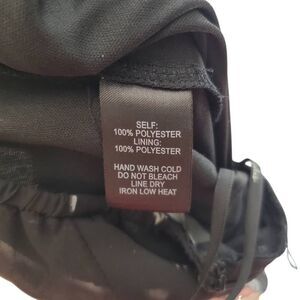 SELF:
100% POLYESTER
LINING:
100% POLYESTER
HAND WASH COLD
DO NOT BLEACH
LINE DRY
IRON LOW HEAT